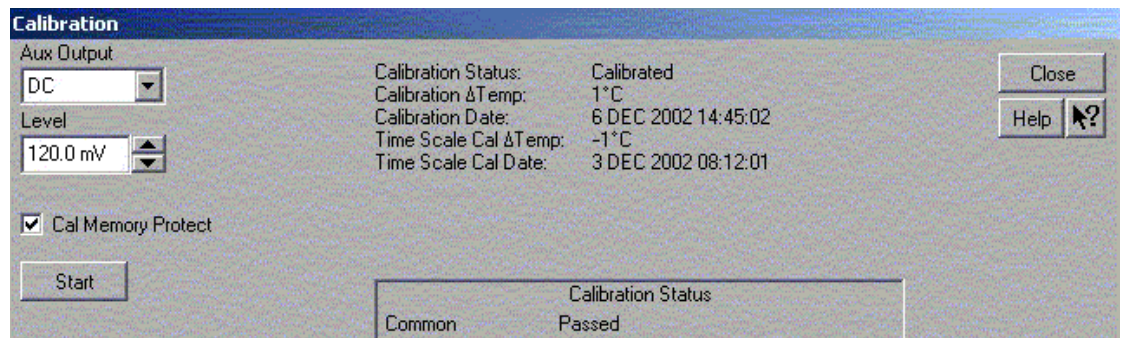 Calibration
Aux Output
DC
Level
120.0 mV
Cal Memory Protect
Start
Calibration Status: Calibrated
Calibration ΔTemp: 1°C
Calibration Date: 6 DEC 2002 14:45:02
Time Scale Cal ΔTemp: -1°C
Time Scale Cal Date: 3 DEC 2002 08:12:01
Close
Help ?
Calibration Status
Common Passed